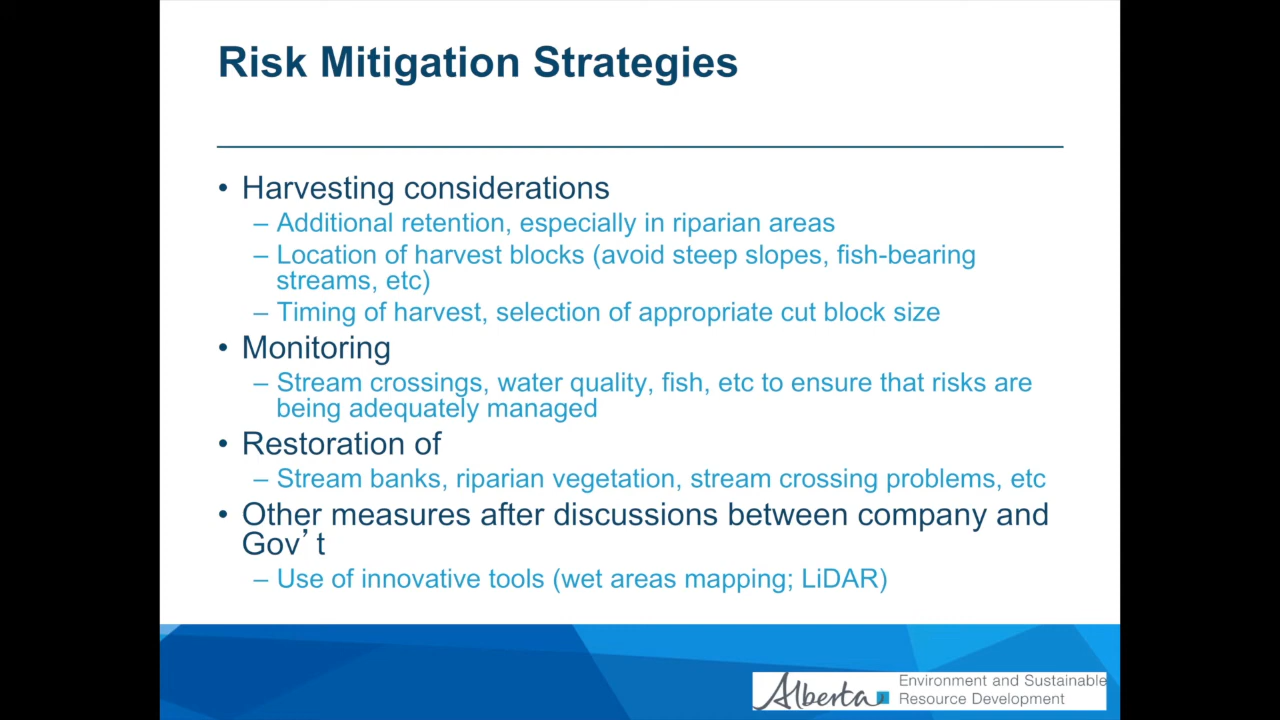 Risk Mitigation Strategies
• Harvesting considerations
– Additional retention, especially in riparian areas
– Location of harvest blocks (avoid steep slopes, fish-bearing
streams, etc)
– Timing of harvest, selection of appropriate cut block size
• Monitoring
– Stream crossings, water quality, fish, etc to ensure that risks are
being adequately managed
• Restoration of
– Stream banks, riparian vegetation, stream crossing problems, etc
• Other measures after discussions between company and
Gov’t
– Use of innovative tools (wet areas mapping; LiDAR)
Alberta
Environment and Sustainable
Resource Development